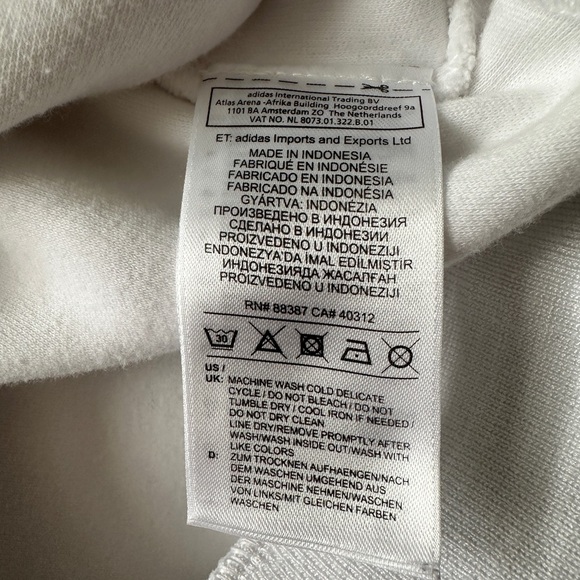 adidas International Trading BV
Atlas Arena -Afrika Building Hoogoorddreef 9a
1101 BA Amsterdam ZO The Netherlands
VAT NO. NL 8073.01.322.B.01
ET: adidas Imports and Exports Ltd
MADE IN INDONESIA
FABRIQUÉ EN INDONÉSIE
FABRICADO EN INDONESIA
FABRICADO NA INDONÉSIA
GYÁRTVA: INDONÉZIA
ПРОИЗВЕДЕНО В ИНДОНЕЗИЯ
СДЕЛАНО В ИНДОНЕЗИИ
PROIZVEDENO U INDONEZIJI
ENDONEZYA'DA İMAL EDİLMİŞTİR
ИНДОНЕЗИЯДА ЖАСАЛҒАН
PROIZVEDENO U INDONEZIJI
RN# 88387 CA# 40312
30
US /
UK: MACHINE WASH COLD DELICATE
CYCLE / DO NOT BLEACH / DO NOT
TUMBLE DRY / COOL IRON IF NEEDED /
DO NOT DRY CLEAN
LINE DRY/REMOVE PROMPTLY AFTER
WASH/WASH INSIDE OUT/WASH WITH
LIKE COLORS
D: ZUM TROCKNEN AUFHAENGEN/NACH
DEM WASCHEN UMGEHEND AUS
DER MASCHINE NEHMEN/WASCHEN
VON LINKS/MIT GLEICHEN FARBEN
WASCHEN